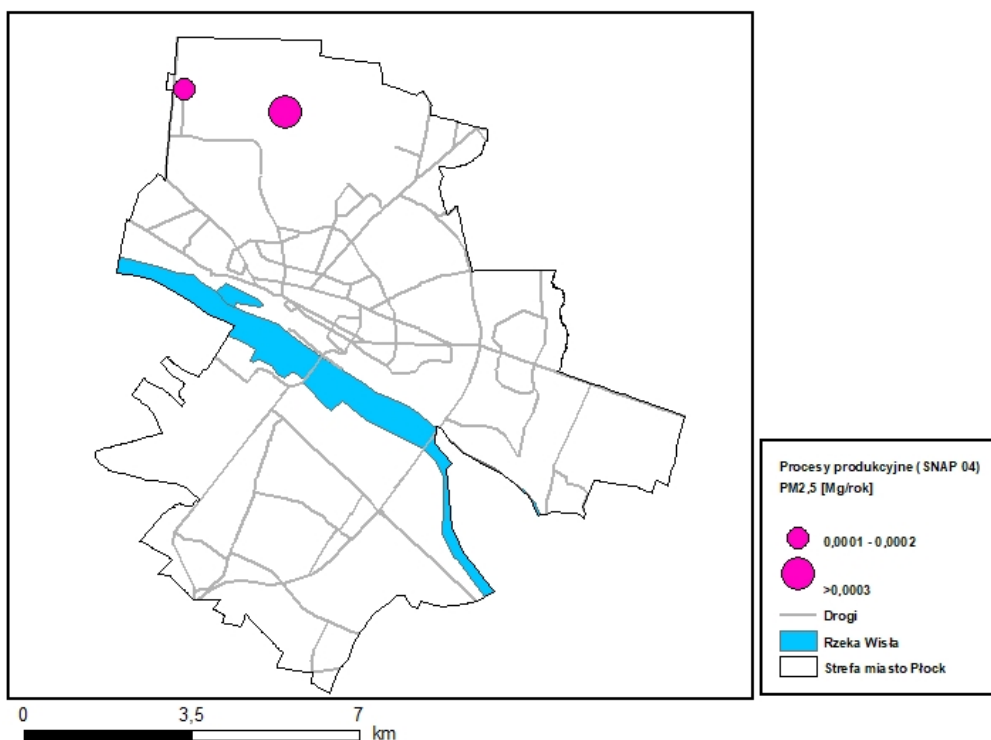 Procesy produkcyjne ( SNAP 04)
PM2,5 [Mg/rok]
0,0001 - 0,0002
>0,0003
Drogi
Rzeka Wisła
Strefa miasto Płock
0 3,5 7
km